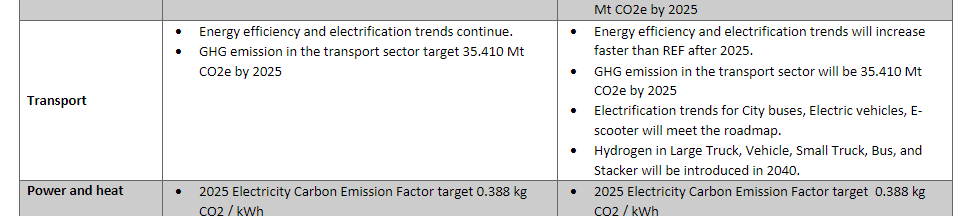 Mt CO2e by 2025
Transport
• Energy efficiency and electrification trends continue.
• GHG emission in the transport sector target 35.410 Mt
CO2e by 2025
• Energy efficiency and electrification trends will increase
faster than REF after 2025.
• GHG emission in the transport sector will be 35.410 Mt
CO2e by 2025
• Electrification trends for City buses, Electric vehicles, E-
scooter will meet the roadmap.
• Hydrogen in Large Truck, Vehicle, Small Truck, Bus, and
Stacker will be introduced in 2040.
Power and heat
• 2025 Electricity Carbon Emission Factor target 0.388 kg
CO2 / kWh
• 2025 Electricity Carbon Emission Factor target  0.388 kg
CO2 / kWh